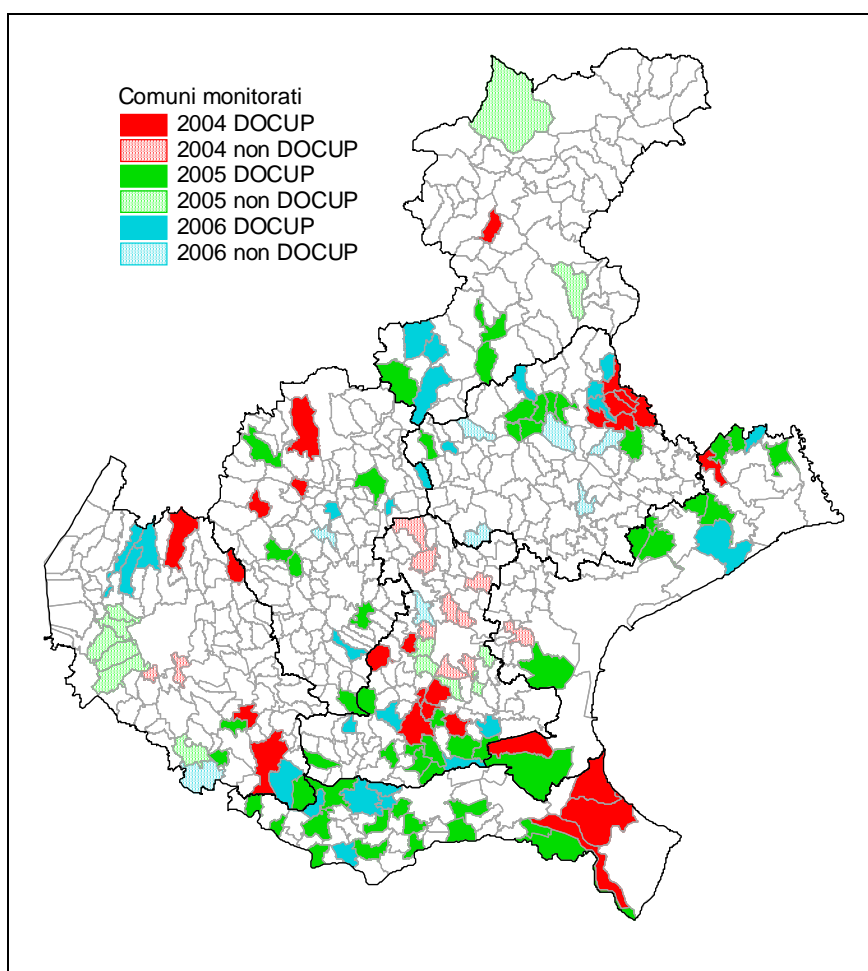 Comuni monitorati
2004 DOCUP
2004 non DOCUP
2005 DOCUP
2005 non DOCUP
2006 DOCUP
2006 non DOCUP